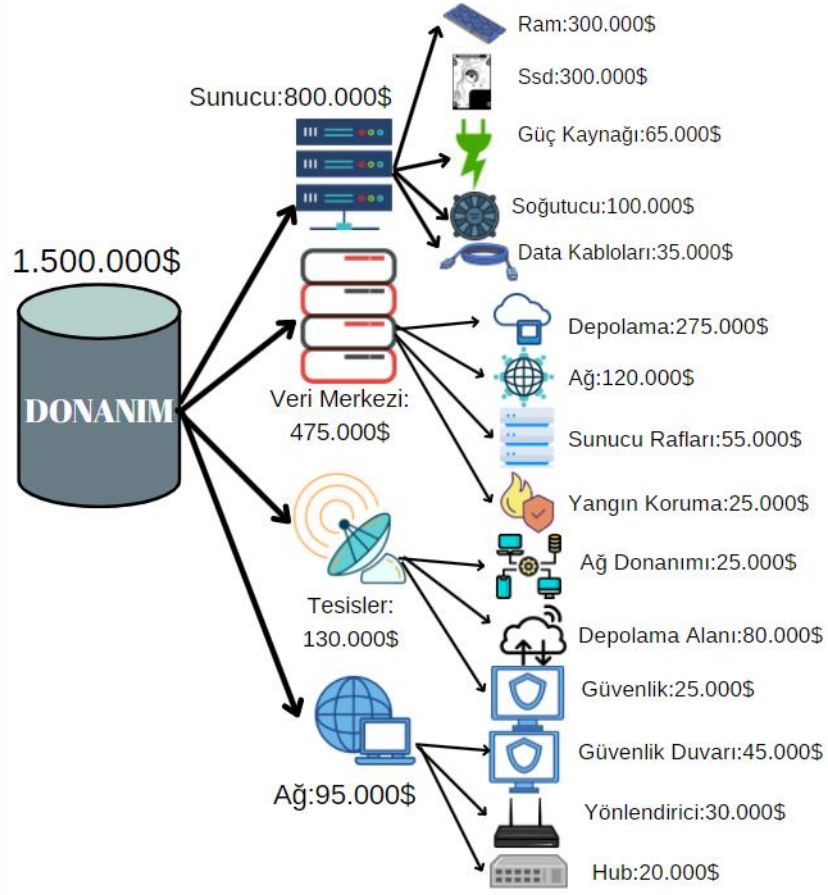 1.500.000$
DONANIM
Sunucu:800.000$
Ram:300.000$
Ssd:300.000$
Güç Kaynağı:65.000$
Soğutucu:100.000$
Data Kabloları:35.000$
Veri Merkezi:
475.000$
Depolama:275.000$
Ağ:120.000$
Sunucu Rafları:55.000$
Yangın Koruma:25.000$
Tesisler:
130.000$
Ağ Donanımı:25.000$
Depolama Alanı:80.000$
Güvenlik:25.000$
Ağ:95.000$
Güvenlik Duvarı:45.000$
Yönlendirici:30.000$
Hub:20.000$